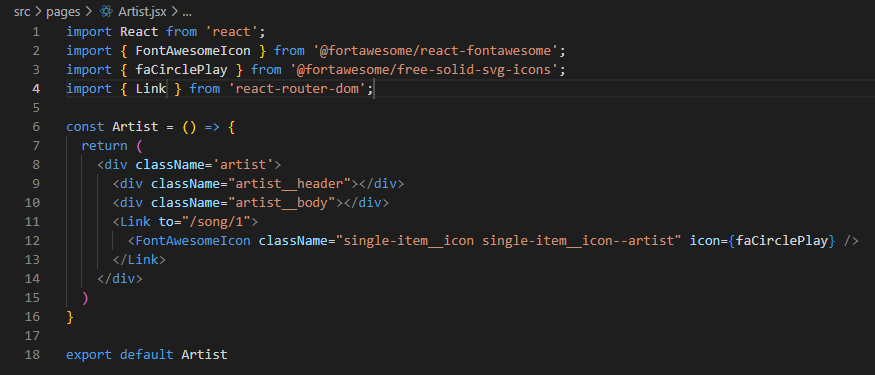 src > pages > Artist.jsx > ...
1 import React from 'react';
2 import { FontAwesomeIcon } from '@fortawesome/react-fontawesome';
3 import { faCirclePlay } from '@fortawesome/free-solid-svg-icons';
4 import { Link } from 'react-router-dom';
5
6 const Artist = () => {
7   return (
8     <div className='artist'>
9       <div className="artist__header"></div>
10       <div className="artist__body"></div>
11       <Link to="/song/1">
12         <FontAwesomeIcon className="single-item__icon single-item__icon--artist" icon={faCirclePlay} />
13       </Link>
14     </div>
15   )
16 }
17
18 export default Artist